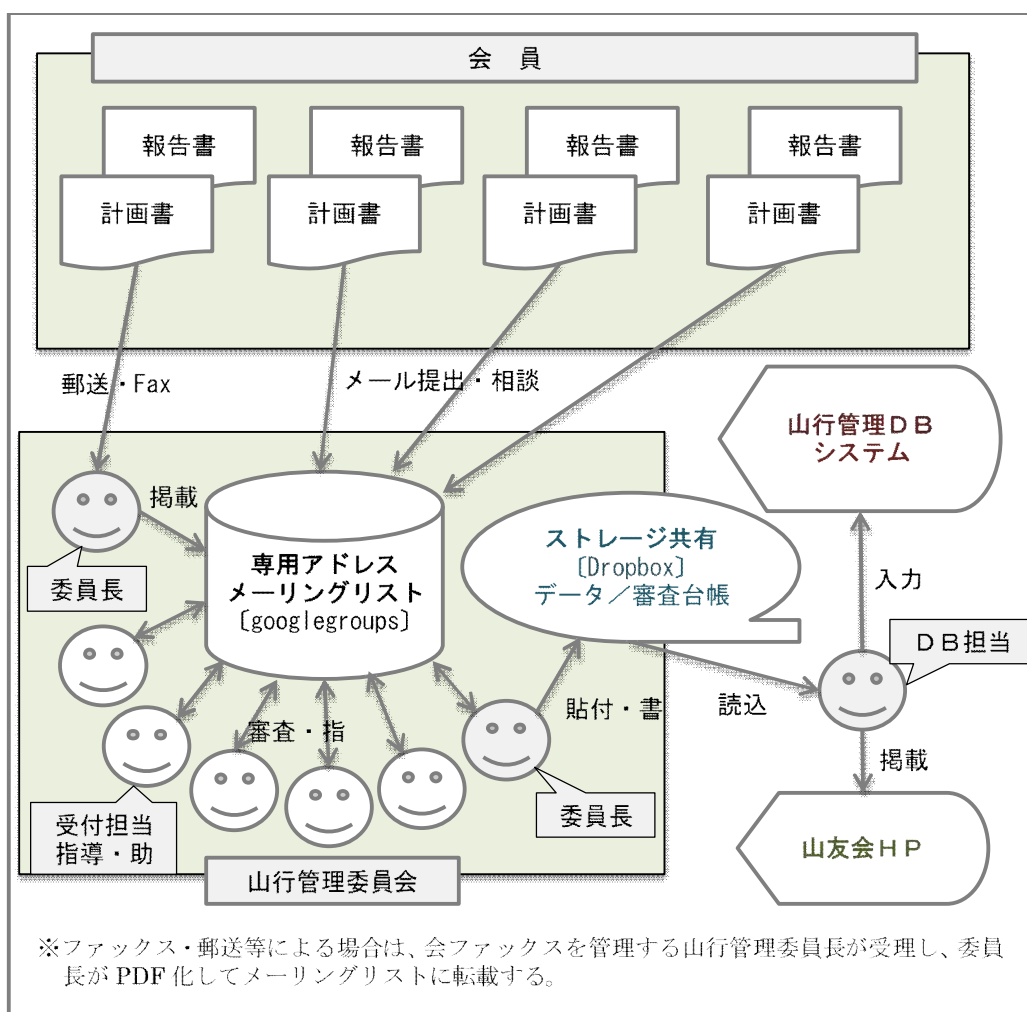 会 員
報告書
報告書
報告書
報告書
計画書
計画書
計画書
計画書
郵送・Fax
メール提出・相談
山行管理DB
システム
掲載
委員長
専用アドレス
メーリングリスト
〔googlegroups〕
ストレージ共有
〔Dropbox〕
データ／審査台帳
入力
DB担当
貼付・書
読込
審査・指
掲載
委員長
受付担当
指導・助
山友会HP
山行管理委員会
※ファックス・郵送等による場合は、会ファックスを管理する山行管理委員長が受理し、委員
長が PDF 化してメーリングリストに転載する。